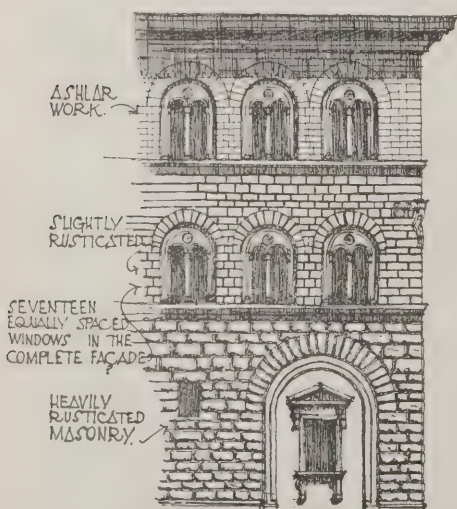 ASHLAR
WORK.
SLIGHTLY
RUSTICATED.
SEVENTEEN
EQUALLY SPACED
WINDOWS IN THE
COMPLETE FAÇADE
HEAVILY
RUSTICATED
MASONRY.